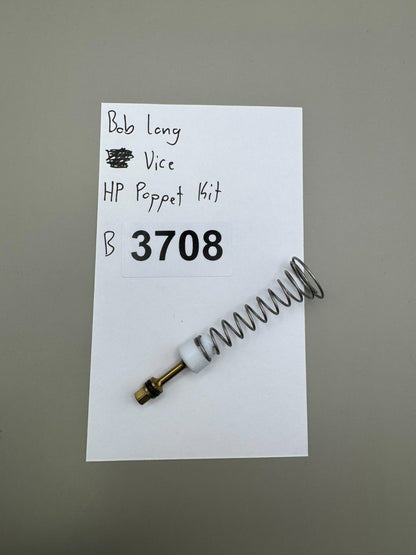 Bob Long
Vice
HP Poppet Kit
B 3708